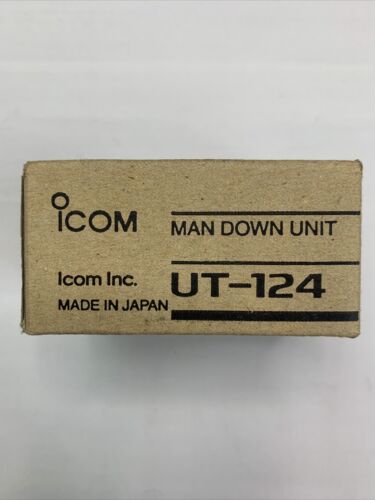 ICOM
MAN DOWN UNIT
Icom Inc.
UT-124
MADE IN JAPAN